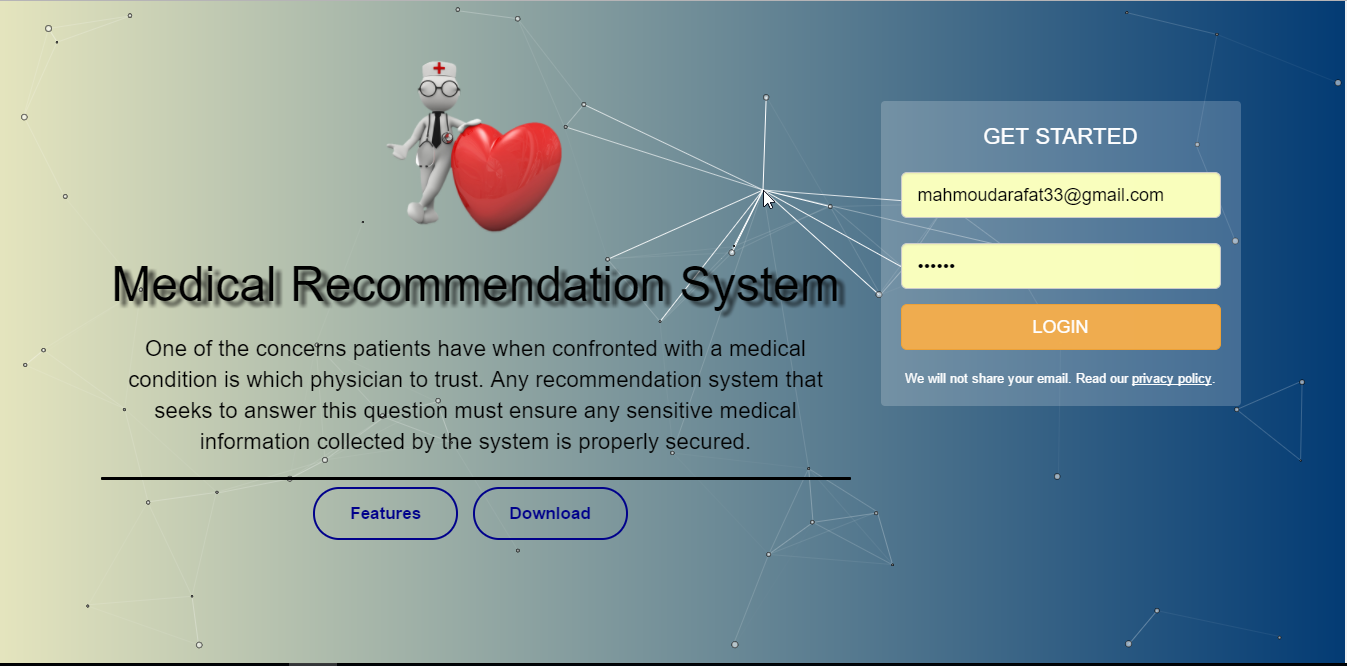 Medical Recommendation System
One of the concerns patients have when confronted with a medical
condition is which physician to trust. Any recommendation system that
seeks to answer this question must ensure any sensitive medical
information collected by the system is properly secured.
Features
Download
GET STARTED
mahmoudarafat33@gmail.com
••••••
LOGIN
We will not share your email. Read our privacy policy.